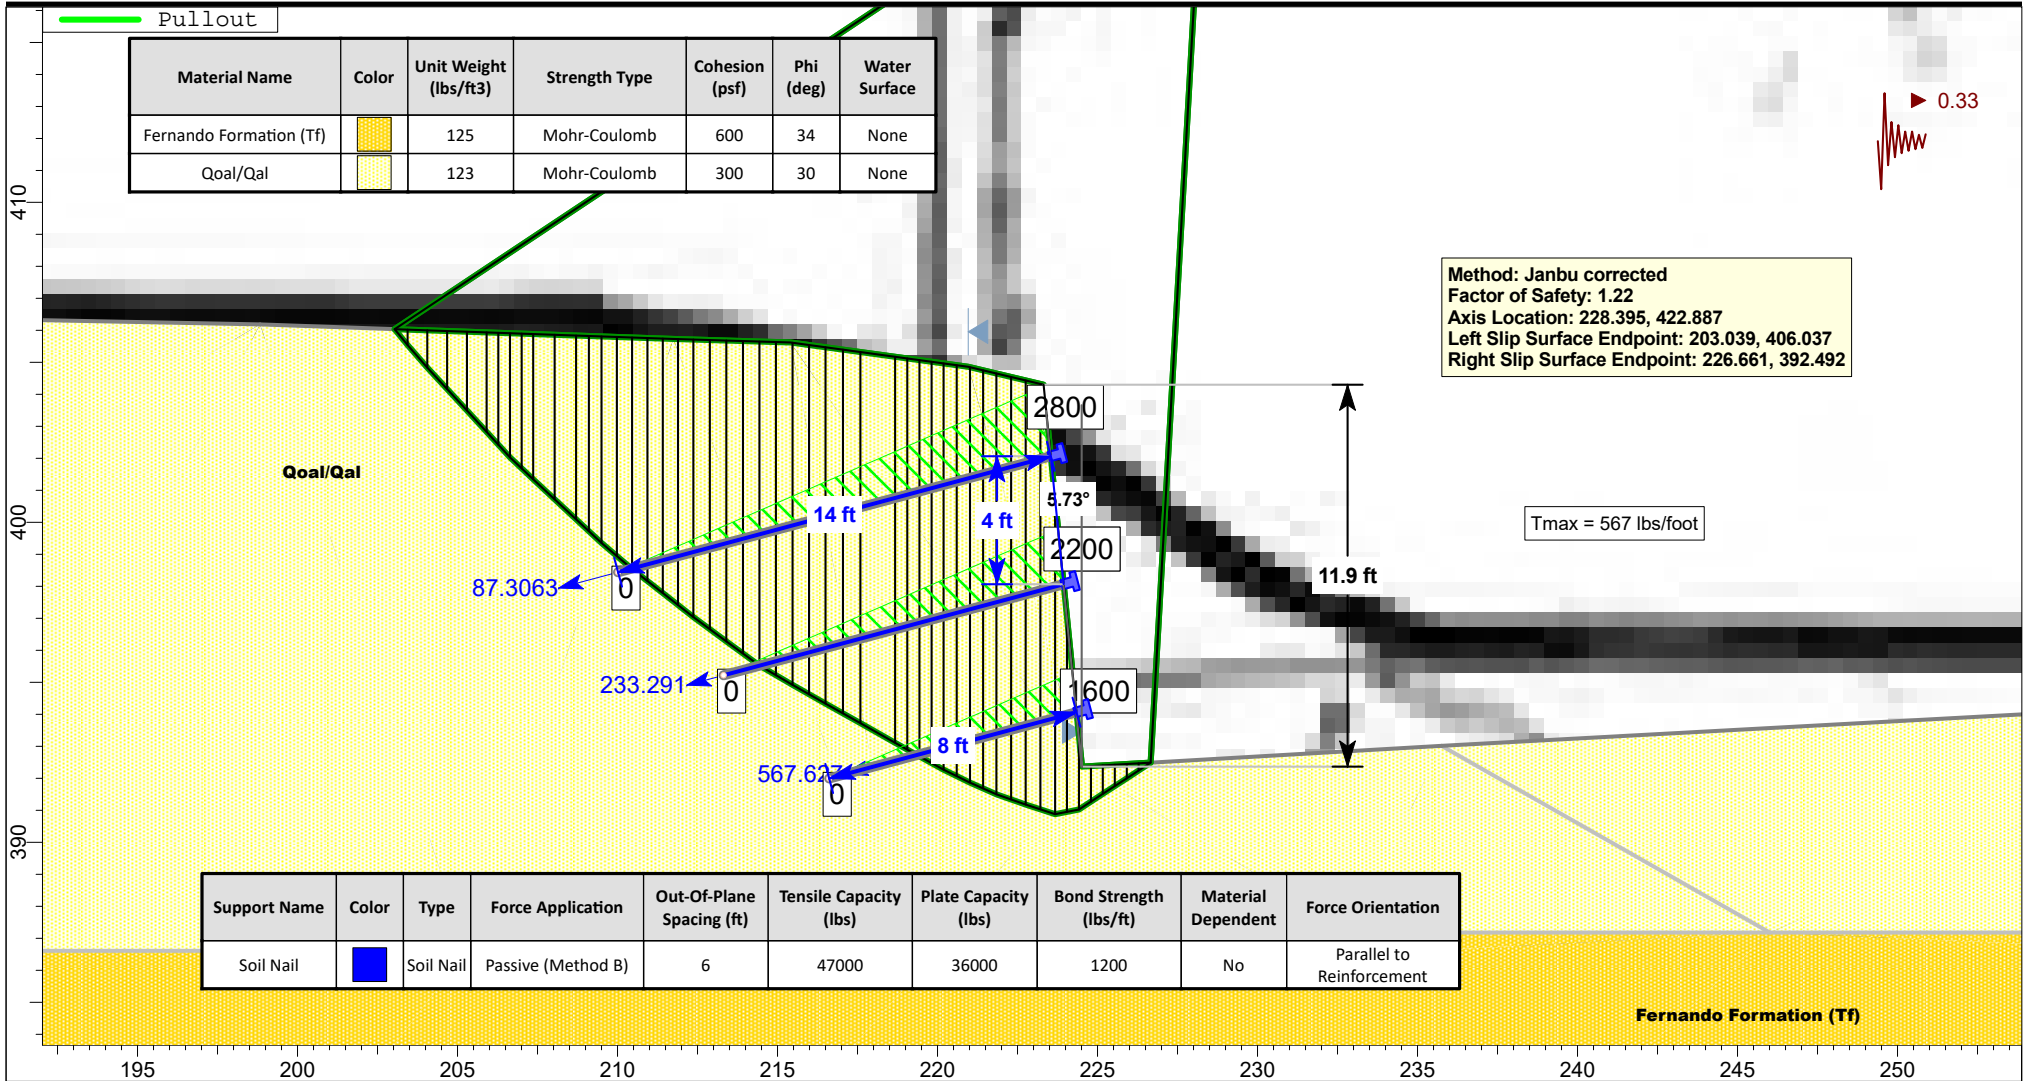 Pullout
Material Name Color Unit Weight (lbs/ft3) Strength Type Cohesion (psf) Phi (deg) Water Surface
Fernando Formation (Tf) 125 Mohr-Coulomb 600 34 None
Qoal/Qal 123 Mohr-Coulomb 300 30 None
0.33
410
Method: Janbu corrected
Factor of Safety: 1.22
Axis Location: 228.395, 422.887
Left Slip Surface Endpoint: 203.039, 406.037
Right Slip Surface Endpoint: 226.661, 392.492
2800
Qoal/Qal
5.73°
14 ft
4 ft
400
Tmax = 567 lbs/foot
2200
11.9 ft
87.3063
0
233.291
0
1600
8 ft
567.627
0
390
Support Name Color Type Force Application Out-Of-Plane Spacing (ft) Tensile Capacity (lbs) Plate Capacity (lbs) Bond Strength (lbs/ft) Material Dependent Force Orientation
Soil Nail Soil Nail Passive (Method B) 6 47000 36000 1200 No Parallel to Reinforcement
Fernando Formation (Tf)
195 200 205 210 215 220 225 230 235 240 245 250